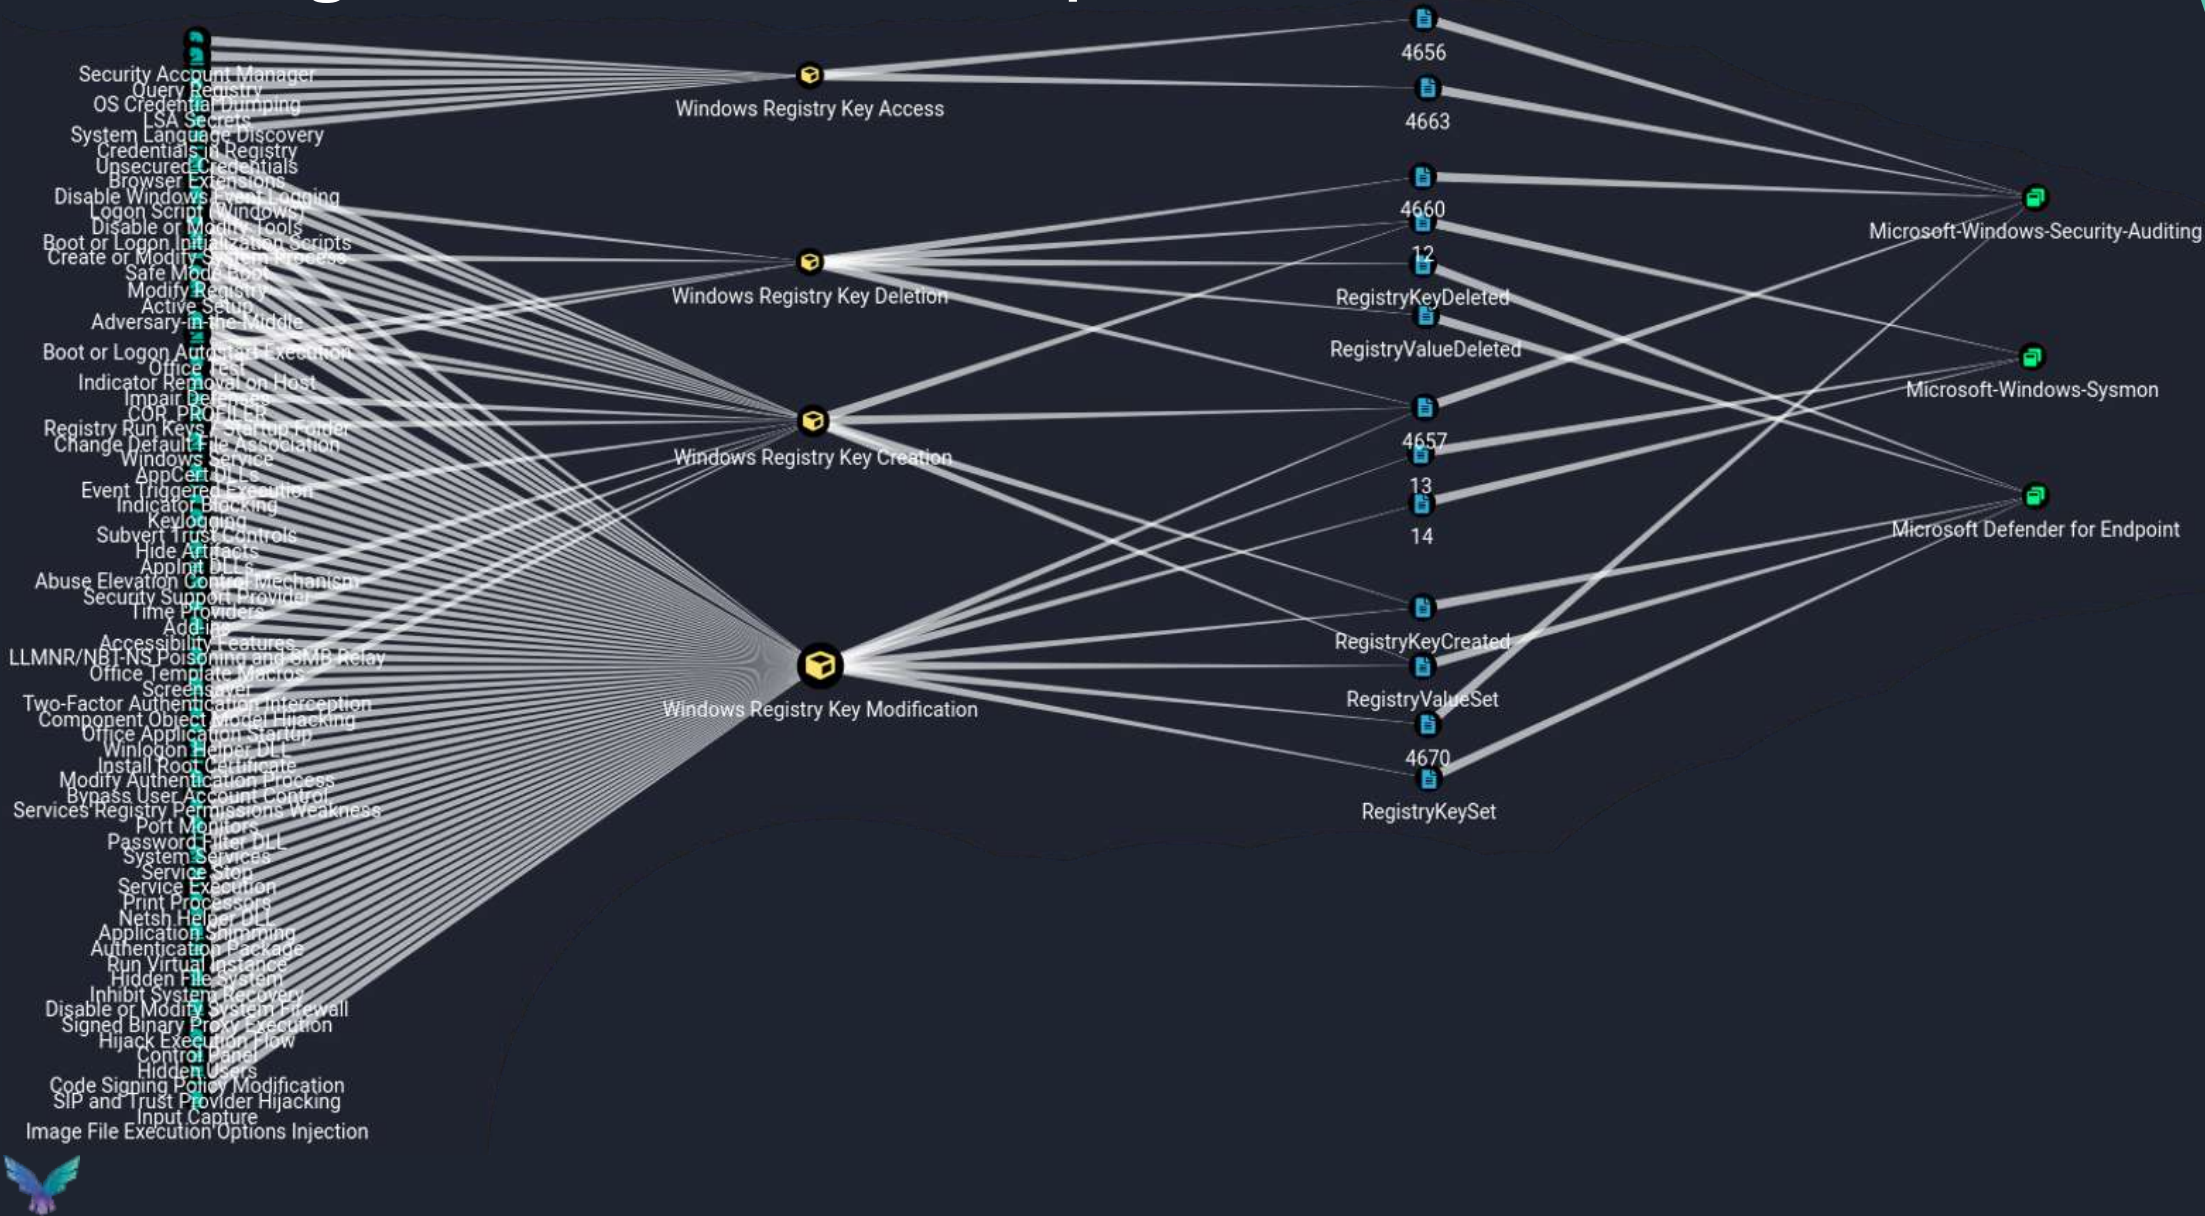 Security Account Manager
Query Registry
OS Credential Dumping
LSA Secrets
System Language Discovery
Credentials in Registry
Unsecured Credentials
Browser Extensions
Disable Windows Event Logging
Logon Script (Windows)
Disable or Modify Tools
Boot or Logon Initialization Scripts
Create or Modify System Process
Safe Mode Boot
Modify Registry
Active Setup
Adversary-in-the-Middle
Boot or Logon Autostart Execution
Office Test
Indicator Removal on Host
Impair Defenses
COR_PROFILER
Registry Run Keys / Startup Folder
Change Default File Association
Windows Service
AppCert DLLs
Event Triggered Execution
Indicator Blocking
Keylogging
Subvert Trust Controls
Hide Artifacts
AppInit DLLs
Abuse Elevation Control Mechanism
Security Support Provider
Time Providers
Add-ins
Accessibility Features
LLMNR/NBT-NS Poisoning and SMB Relay
Office Template Macros
Screensaver
Two-Factor Authentication Interception
Component Object Model Hijacking
Office Application Startup
Winlogon Helper DLL
Install Root Certificate
Modify Authentication Process
Bypass User Account Control
Services Registry Permissions Weakness
Port Monitors
Password Filter DLL
System Services
Service Stop
Service Execution
Print Processors
Netsh Helper DLL
Application Shimming
Authentication Package
Run Virtual Instance
Hidden File System
Inhibit System Recovery
Disable or Modify System Firewall
Signed Binary Proxy Execution
Hijack Execution Flow
Control Panel
Hidden Users
Code Signing Policy Modification
SIP and Trust Provider Hijacking
Input Capture
Image File Execution Options Injection
Windows Registry Key Access
Windows Registry Key Deletion
Windows Registry Key Creation
Windows Registry Key Modification
4656
4663
4660
12
RegistryKeyDeleted
RegistryValueDeleted
4657
13
14
RegistryKeyCreated
RegistryValueSet
4670
RegistryKeySet
Microsoft-Windows-Security-Auditing
Microsoft-Windows-Sysmon
Microsoft Defender for Endpoint